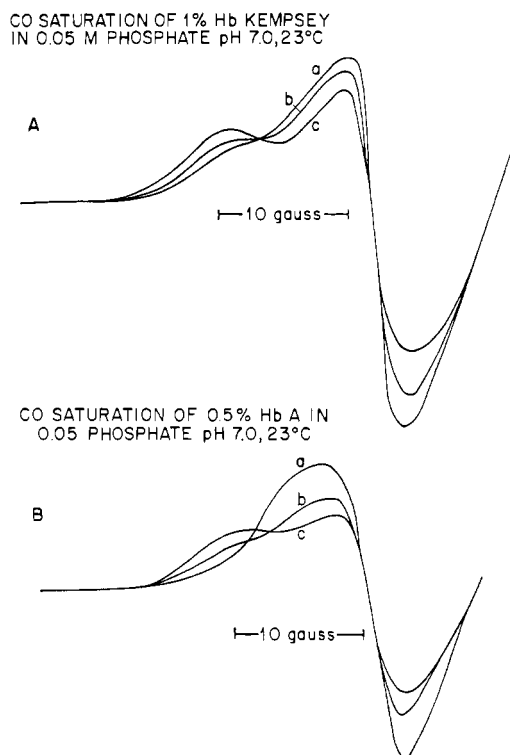 CO SATURATION OF 1% Hb KEMPSEY
IN 0.05 M PHOSPHATE pH 7.0, 23°C
A
a
b
c
10 gauss
CO SATURATION OF 0.5% Hb A IN
0.05 PHOSPHATE pH 7.0, 23°C
B
a
b
c
10 gauss